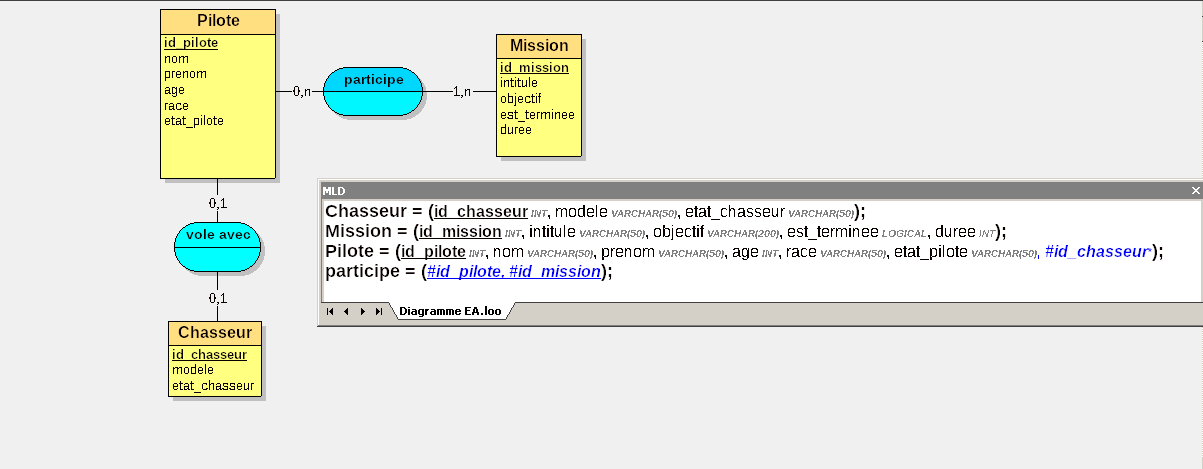 Pilote
id_pilote
nom
prenom
age
race
etat_pilote
0,n
participe
1,n
Mission
id_mission
intitule
objectif
est_terminee
duree
0,1
vole avec
0,1
Chasseur
id_chasseur
modele
etat_chasseur
MLD
Chasseur = (id_chasseur INT, modele VARCHAR(50), etat_chasseur VARCHAR(50));
Mission = (id_mission INT, intitule VARCHAR(50), objectif VARCHAR(200), est_terminee LOGICAL, duree INT);
Pilote = (id_pilote INT, nom VARCHAR(50), prenom VARCHAR(50), age INT, race VARCHAR(50), etat_pilote VARCHAR(50), #id_chasseur*);
participe = (#id_pilote, #id_mission);
Diagramme EA.loo